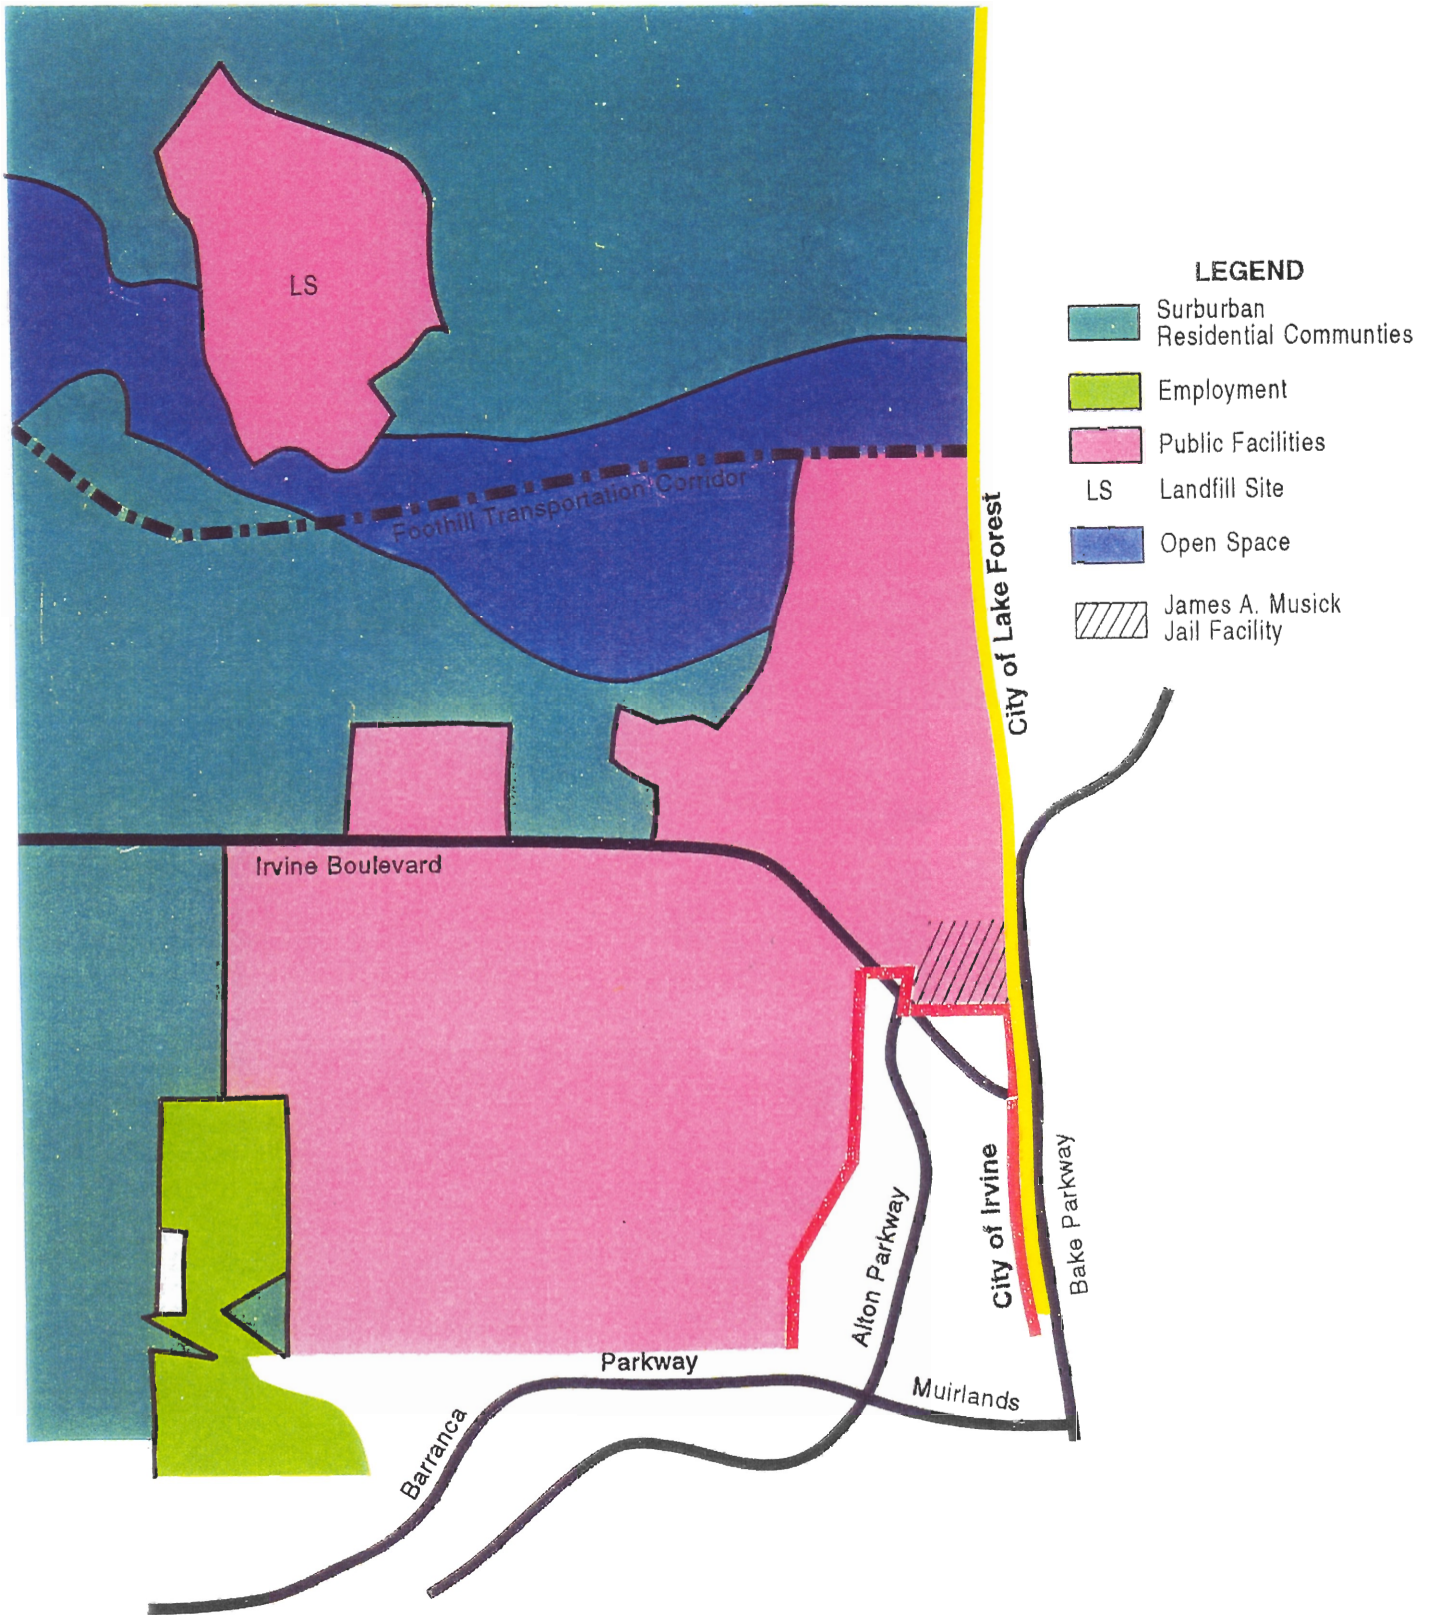 LS
Foothill Transportation Corridor
City of Lake Forest
Irvine Boulevard
City of Irvine
Bake Parkway
Alton Parkway
Parkway
Muirlands
Barranca
LEGEND
Surburban
Residential Communties
Employment
Public Facilities
LS Landfill Site
Open Space
James A. Musick
Jail Facility